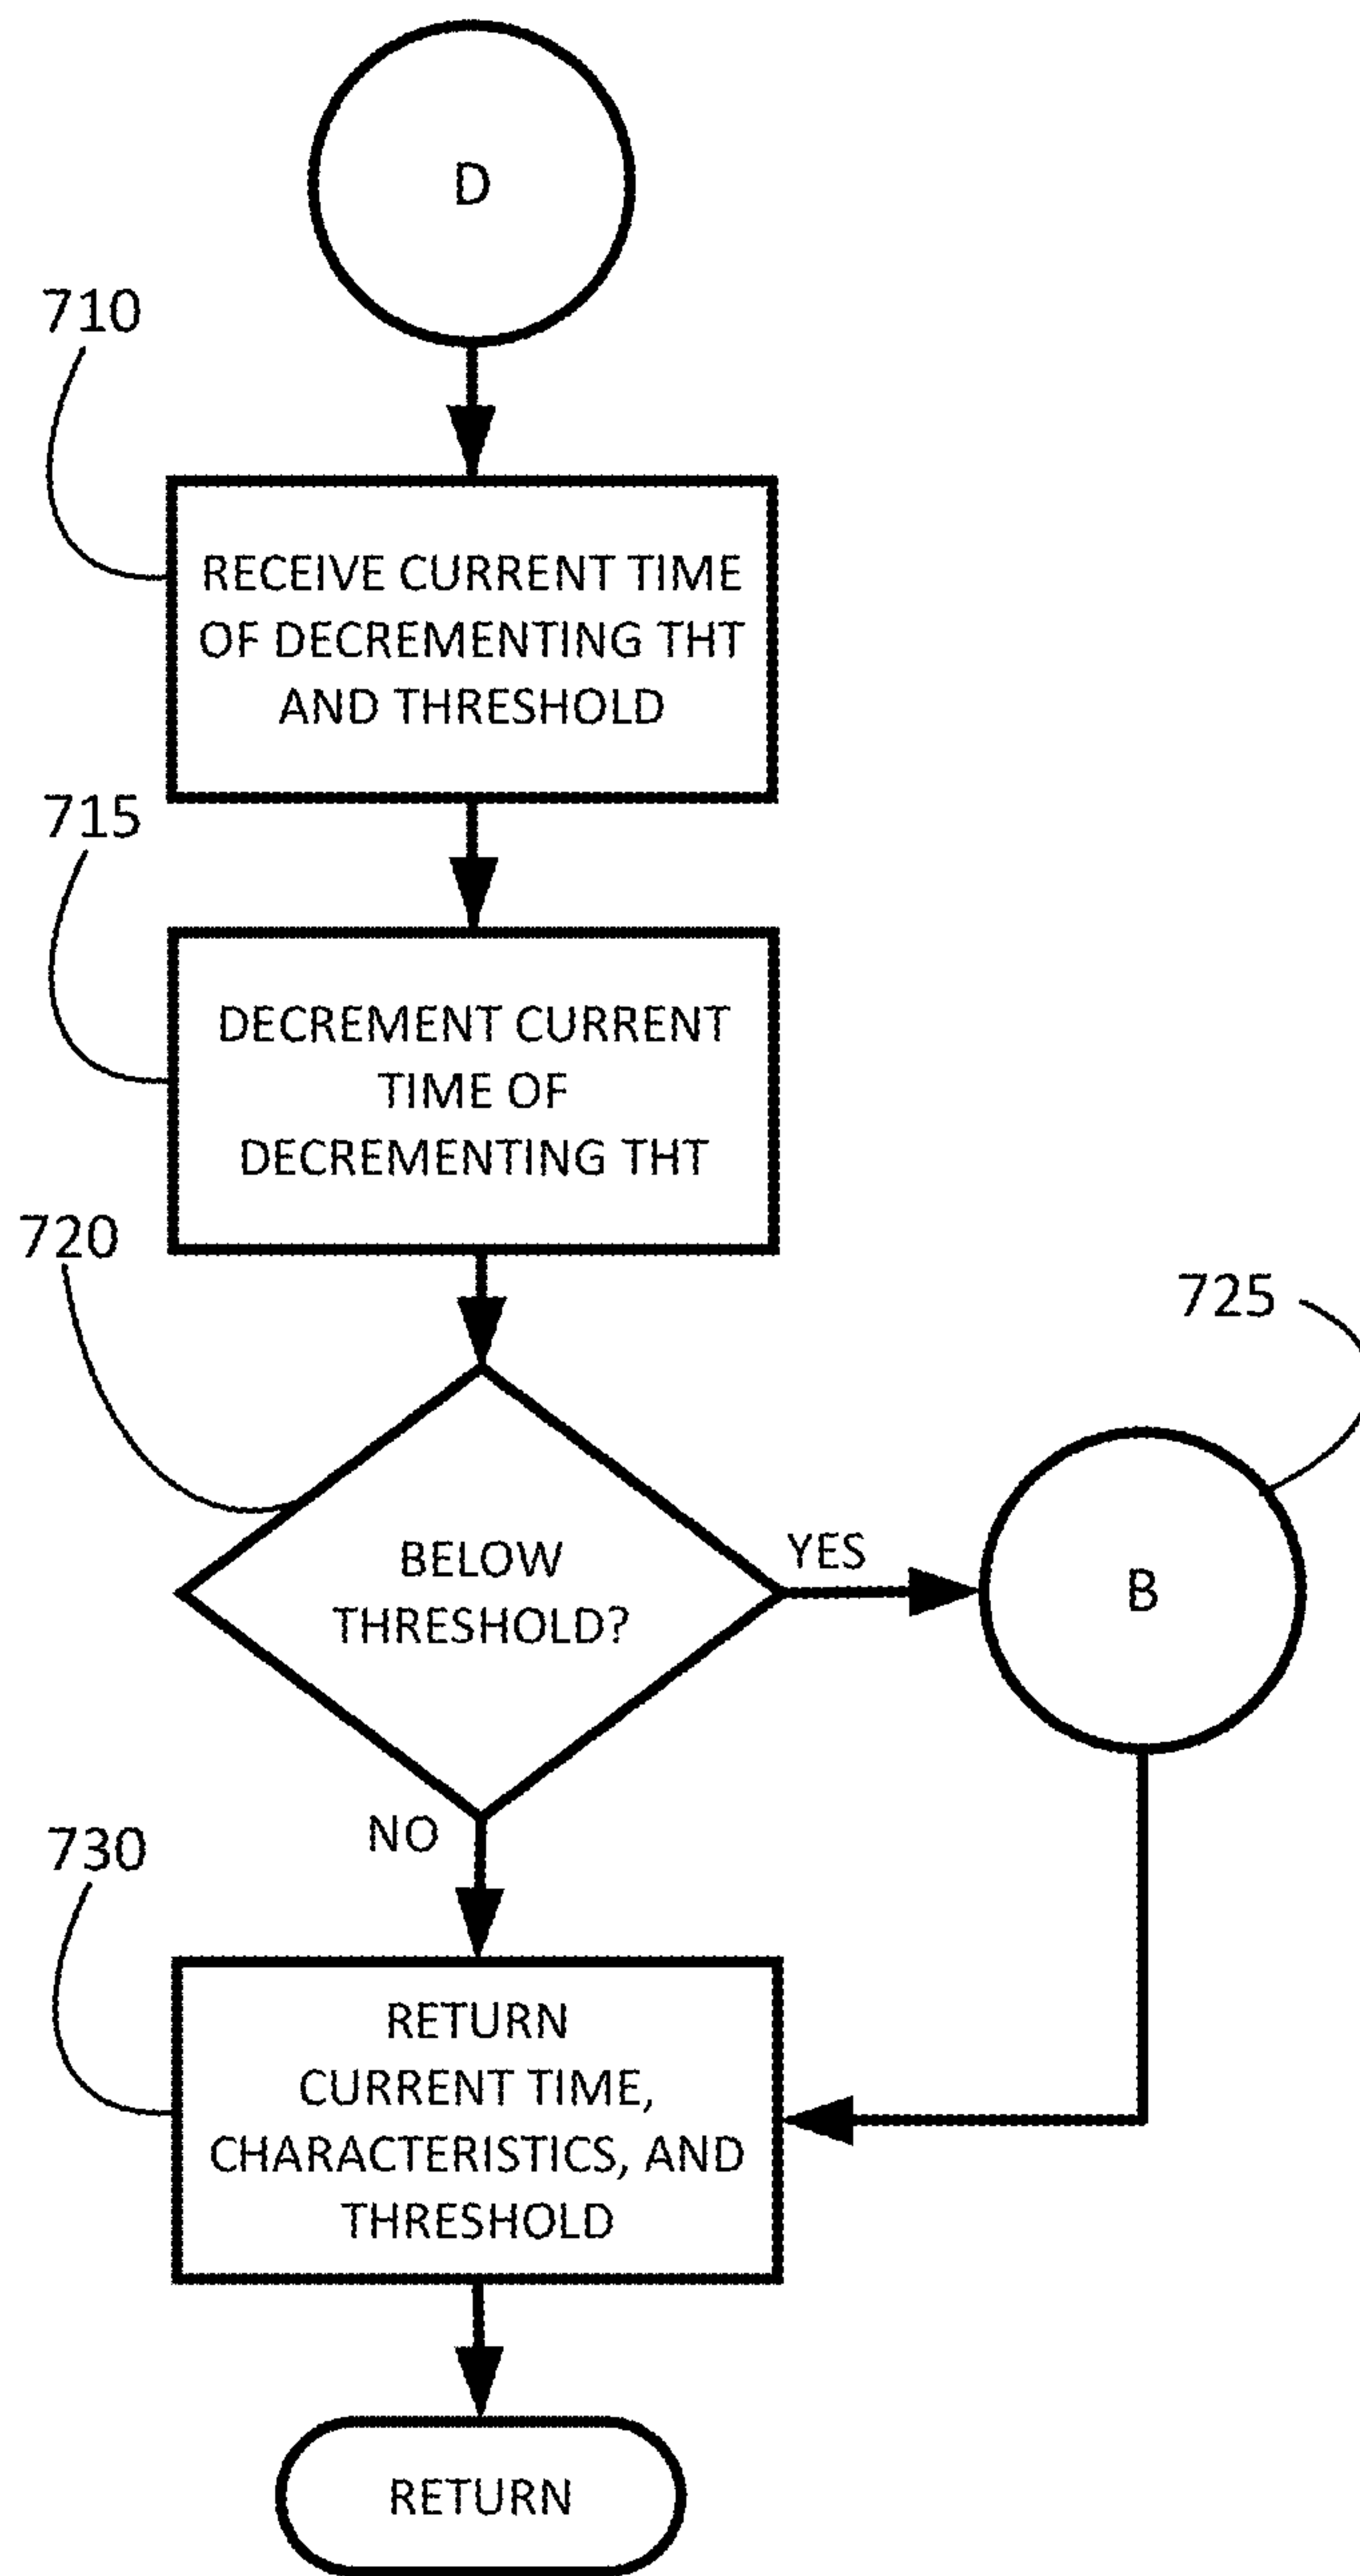 D
710
RECEIVE CURRENT TIME
OF DECREMENTING THT
AND THRESHOLD
715
DECREMENT CURRENT
TIME OF
DECREMENTING THT
720
725
BELOW
THRESHOLD?
YES
B
NO
730
RETURN
CURRENT TIME,
CHARACTERISTICS, AND
THRESHOLD
RETURN